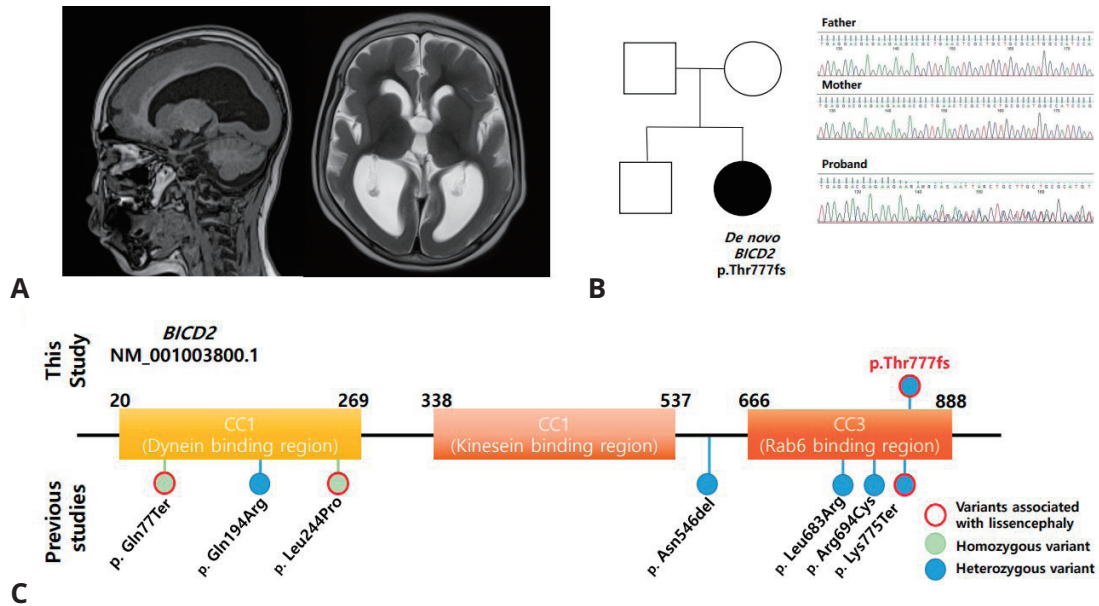 Father
Mother
Proband
De novo
BICD2
p.Thr777fs
A
B
This
Study
BICD2
NM_001003800.1
p.Thr777fs
20
269
338
537
666
888
CC1
(Dynein binding region)
CC1
(Kinesein binding region)
CC3
(Rab6 binding region)
Previous
studies
p. Gln77Ter
p. Gln194Arg
p. Leu244Pro
p. Asn546del
p. Leu683Arg
p. Arg694Cys
p. Lys775Ter
Variants associated
with lissencephaly
Homozygous variant
Heterozygous variant
C